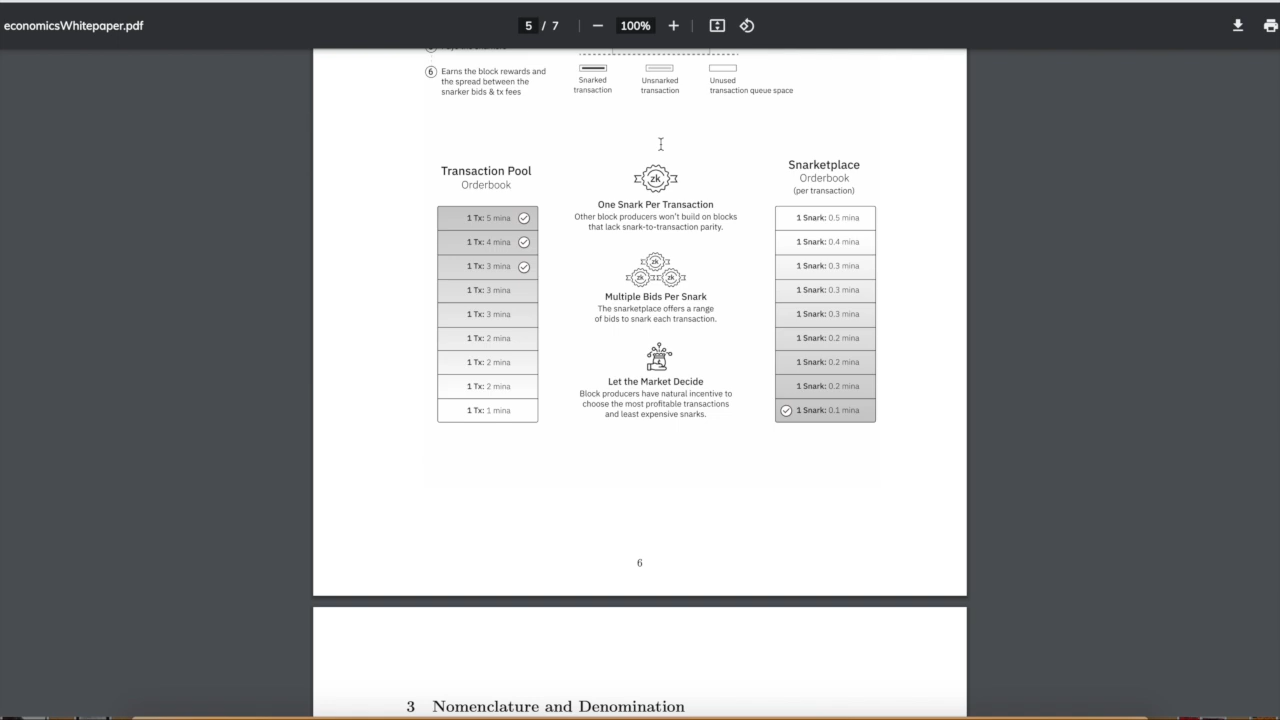 economicsWhitepaper.pdf
5 / 7
100%
6 Earns the block rewards and
the spread between the
snarker bids & tx fees
Snarked
transaction
Unsnarked
transaction
Unused
transaction queue space
Transaction Pool
Orderbook
1 Tx: 5 mina
1 Tx: 4 mina
1 Tx: 3 mina
1 Tx: 3 mina
1 Tx: 3 mina
1 Tx: 2 mina
1 Tx: 2 mina
1 Tx: 2 mina
1 Tx: 1 mina
zk
One Snark Per Transaction
Other block producers won't build on blocks
that lack snark-to-transaction parity.
zk
zk zk
Multiple Bids Per Snark
The snarketplace offers a range
of bids to snark each transaction.
Let the Market Decide
Block producers have natural incentive to
choose the most profitable transactions
and least expensive snarks.
Snarketplace
Orderbook
(per transaction)
1 Snark: 0.5 mina
1 Snark: 0.4 mina
1 Snark: 0.3 mina
1 Snark: 0.3 mina
1 Snark: 0.3 mina
1 Snark: 0.2 mina
1 Snark: 0.2 mina
1 Snark: 0.2 mina
1 Snark: 0.1 mina
6
3 Nomenclature and Denomination